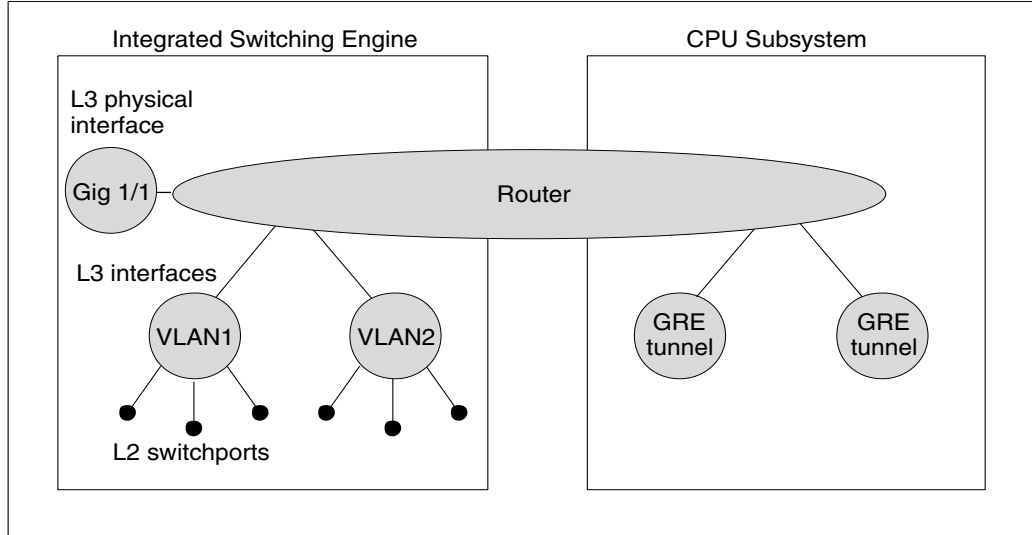 Integrated Switching Engine
CPU Subsystem
L3 physical
interface
Gig 1/1
Router
L3 interfaces
VLAN1
VLAN2
GRE
tunnel
GRE
tunnel
L2 switchports